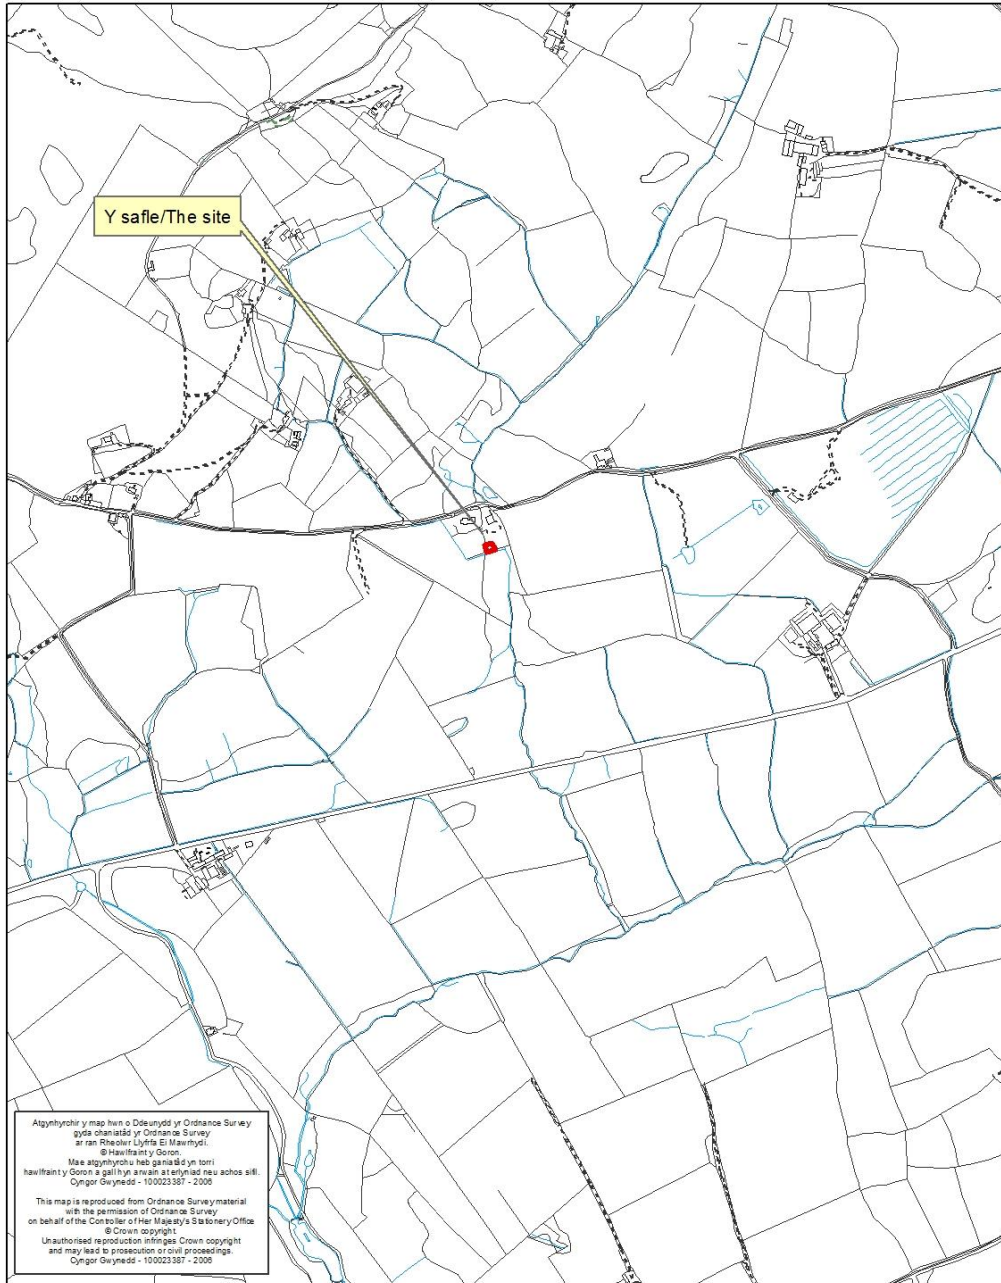 Y safle/The site
Atgynhyrchir y map hwn o Ddeunydd yr Ordnance Survey
gyda chaniatâd yr Ordnance Survey
ar ran Rheolwr Llyfrfa Ei Mawrhydi.
© Hawlfraint y Goron.
Mae atgynhyrchu heb ganiatâd yn torri
hawlfraint y Goron a gall hyn arwain at erlyniad neu achos sifil.
Cyngor Gwynedd - 100023387 - 2006
This map is reproduced from Ordnance Survey material
with the permission of Ordnance Survey
on behalf of the Controller of Her Majesty's Stationery Office
© Crown copyright.
Unauthorised reproduction infringes Crown copyright
and may lead to prosecution or civil proceedings.
Cyngor Gwynedd - 100023387 - 2006